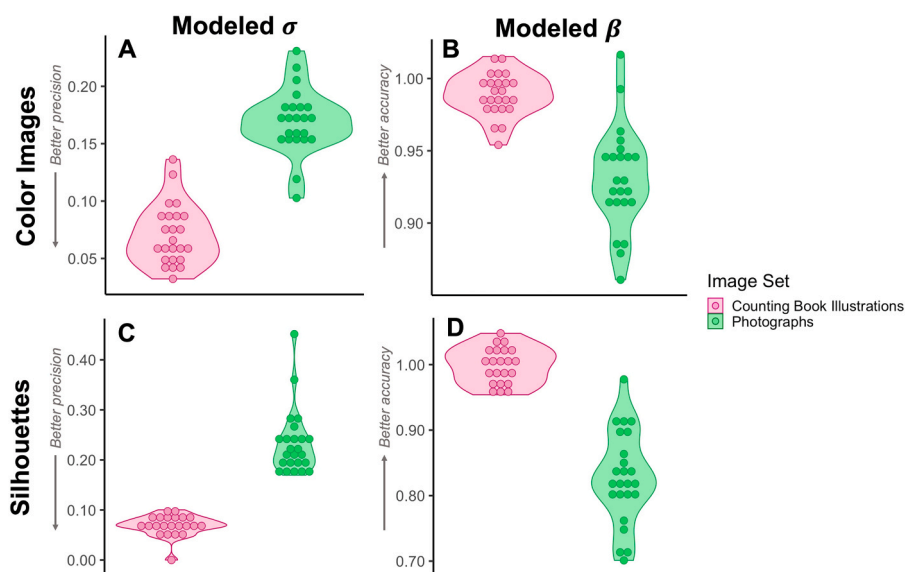 Modeled σ
Modeled β
Color Images
A
Better precision
0.20
0.15
0.10
0.05
B
Better accuracy
1.00
0.95
0.90
Image Set
Counting Book Illustrations
Photographs
Silhouettes
C
Better precision
0.40
0.30
0.20
0.10
0.00
D
Better accuracy
1.00
0.90
0.80
0.70